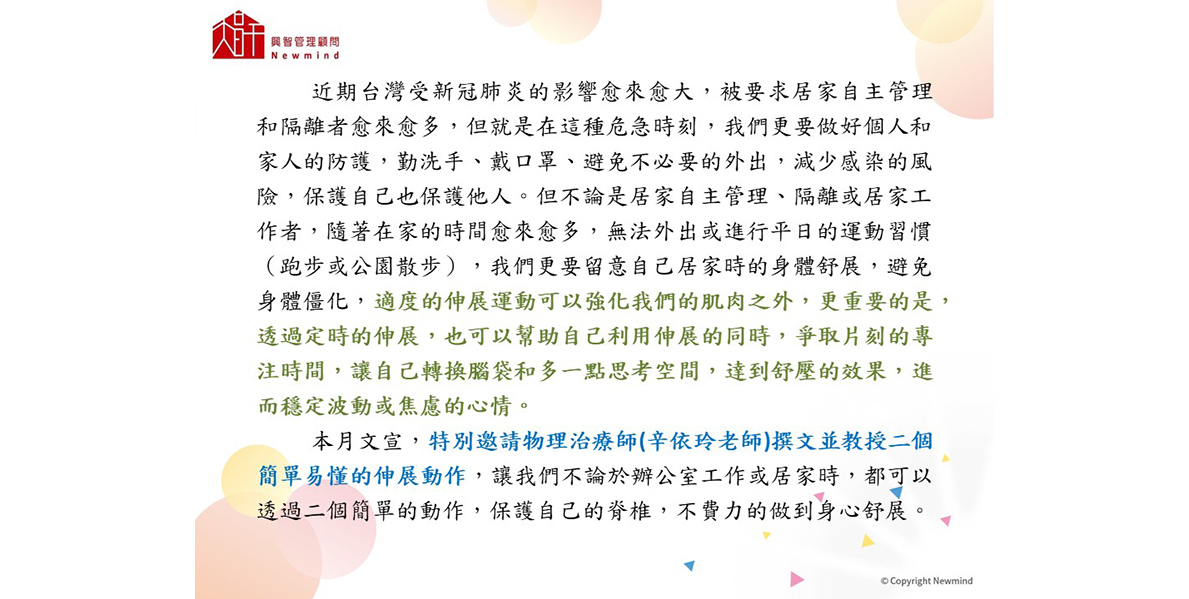 興智管理顧問
Newmind
近期台灣受新冠肺炎的影響愈來愈大，被要求居家自主管理
和隔離者愈來愈多，但就是在這種危急時刻，我們更要做好個人和
家人的防護，勤洗手、戴口罩、避免不必要的外出，減少感染的風
險，保護自己也保護他人。但不論是居家自主管理、隔離或居家工
作者，隨著在家的時間愈來愈多，無法外出或進行平日的運動習慣
（跑步或公園散步），我們更要留意自己居家時的身體舒展，避免
身體僵化，適度的伸展運動可以強化我們的肌肉之外，更重要的是，
透過定時的伸展，也可以幫助自己利用伸展的同時，爭取片刻的專
注時間，讓自己轉換腦袋和多一點思考空間，達到舒壓的效果，進
而穩定波動或焦慮的心情。
本月文宣，特別邀請物理治療師(辛依玲老師)撰文並教授二個
簡單易懂的伸展動作，讓我們不論於辦公室工作或居家時，都可以
透過二個簡單的動作，保護自己的脊椎，不費力的做到身心舒展。
© Copyright Newmind